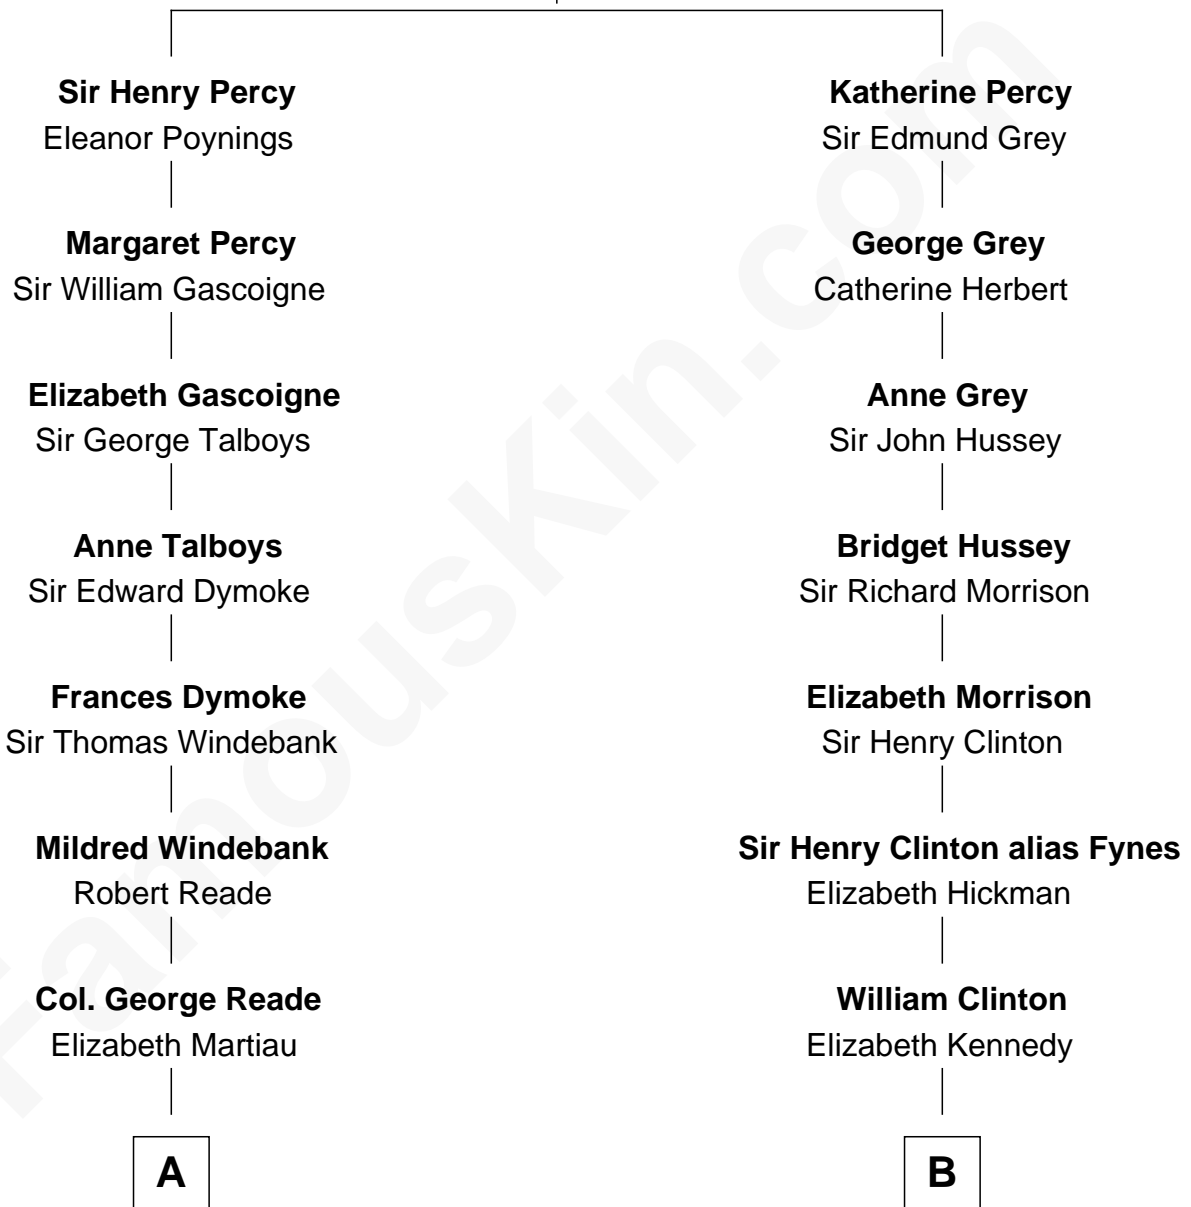 Sir Henry Percy
Eleanor Poynings
Margaret Percy
Sir William Gascoigne
Elizabeth Gascoigne
Sir George Talboys
Anne Talboys
Sir Edward Dymoke
Frances Dymoke
Sir Thomas Windebank
Mildred Windebank
Robert Reade
Col. George Reade
Elizabeth Martiau
A
Katherine Percy
Sir Edmund Grey
George Grey
Catherine Herbert
Anne Grey
Sir John Hussey
Bridget Hussey
Sir Richard Morrison
Elizabeth Morrison
Sir Henry Clinton
Sir Henry Clinton alias Fynes
Elizabeth Hickman
William Clinton
Elizabeth Kennedy
B
FamousKin.com